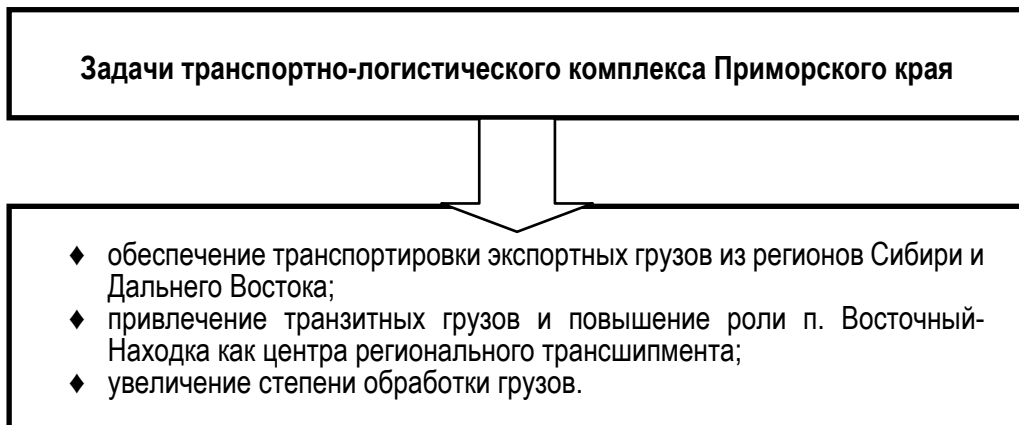 Задачи транспортно-логистического комплекса Приморского края
♦ обеспечение транспортировки экспортных грузов из регионов Сибири и
Дальнего Востока;
♦ привлечение транзитных грузов и повышение роли п. Восточный-
Находка как центра регионального трансшипмента;
♦ увеличение степени обработки грузов.